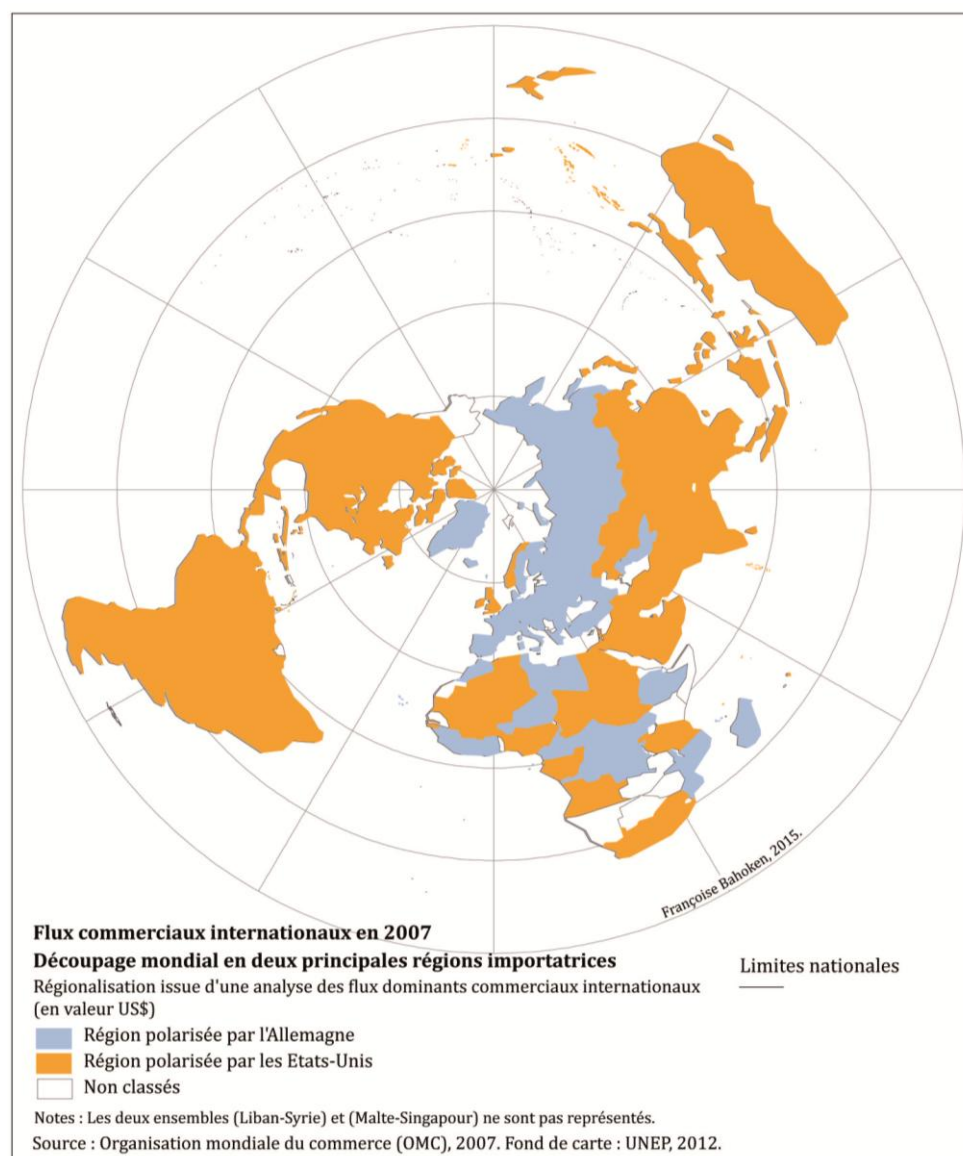 Françoise Bahoken, 2015.
Flux commerciaux internationaux en 2007
Découpage mondial en deux principales régions importatrices
Limites nationales
Régionalisation issue d'une analyse des flux dominants commerciaux internationaux
(en valeur US$)
Région polarisée par l'Allemagne
Région polarisée par les Etats-Unis
Non classés
Notes : Les deux ensembles (Liban-Syrie) et (Malte-Singapour) ne sont pas représentés.
Source : Organisation mondiale du commerce (OMC), 2007. Fond de carte : UNEP, 2012.